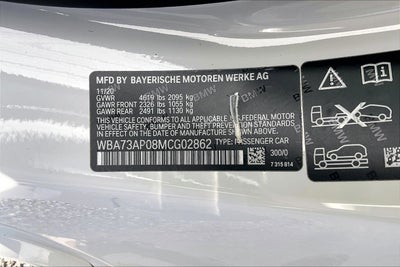 MFD BY BAYERISCHE MOTOREN WERKE AG
11/20
GVWR 4619 lbs 2095 kg
GAWR FRONT 2326 lbs 1055 kg
GAWR REAR 2491 lbs 1130 kg
THIS VEHICLE CONFORMS TO ALL APPLICABLE U.S. FEDERAL MOTOR
VEHICLE SAFETY, BUMPER, AND THEFT PREVENTION STANDARDS
IN EFFECT ON THE DATE OF MANUFACTURE SHOWN ABOVE.
WBA73AP08MCG02862 TYPE: PASSENGER CAR
300/0
7 315 814
BMW
BMW